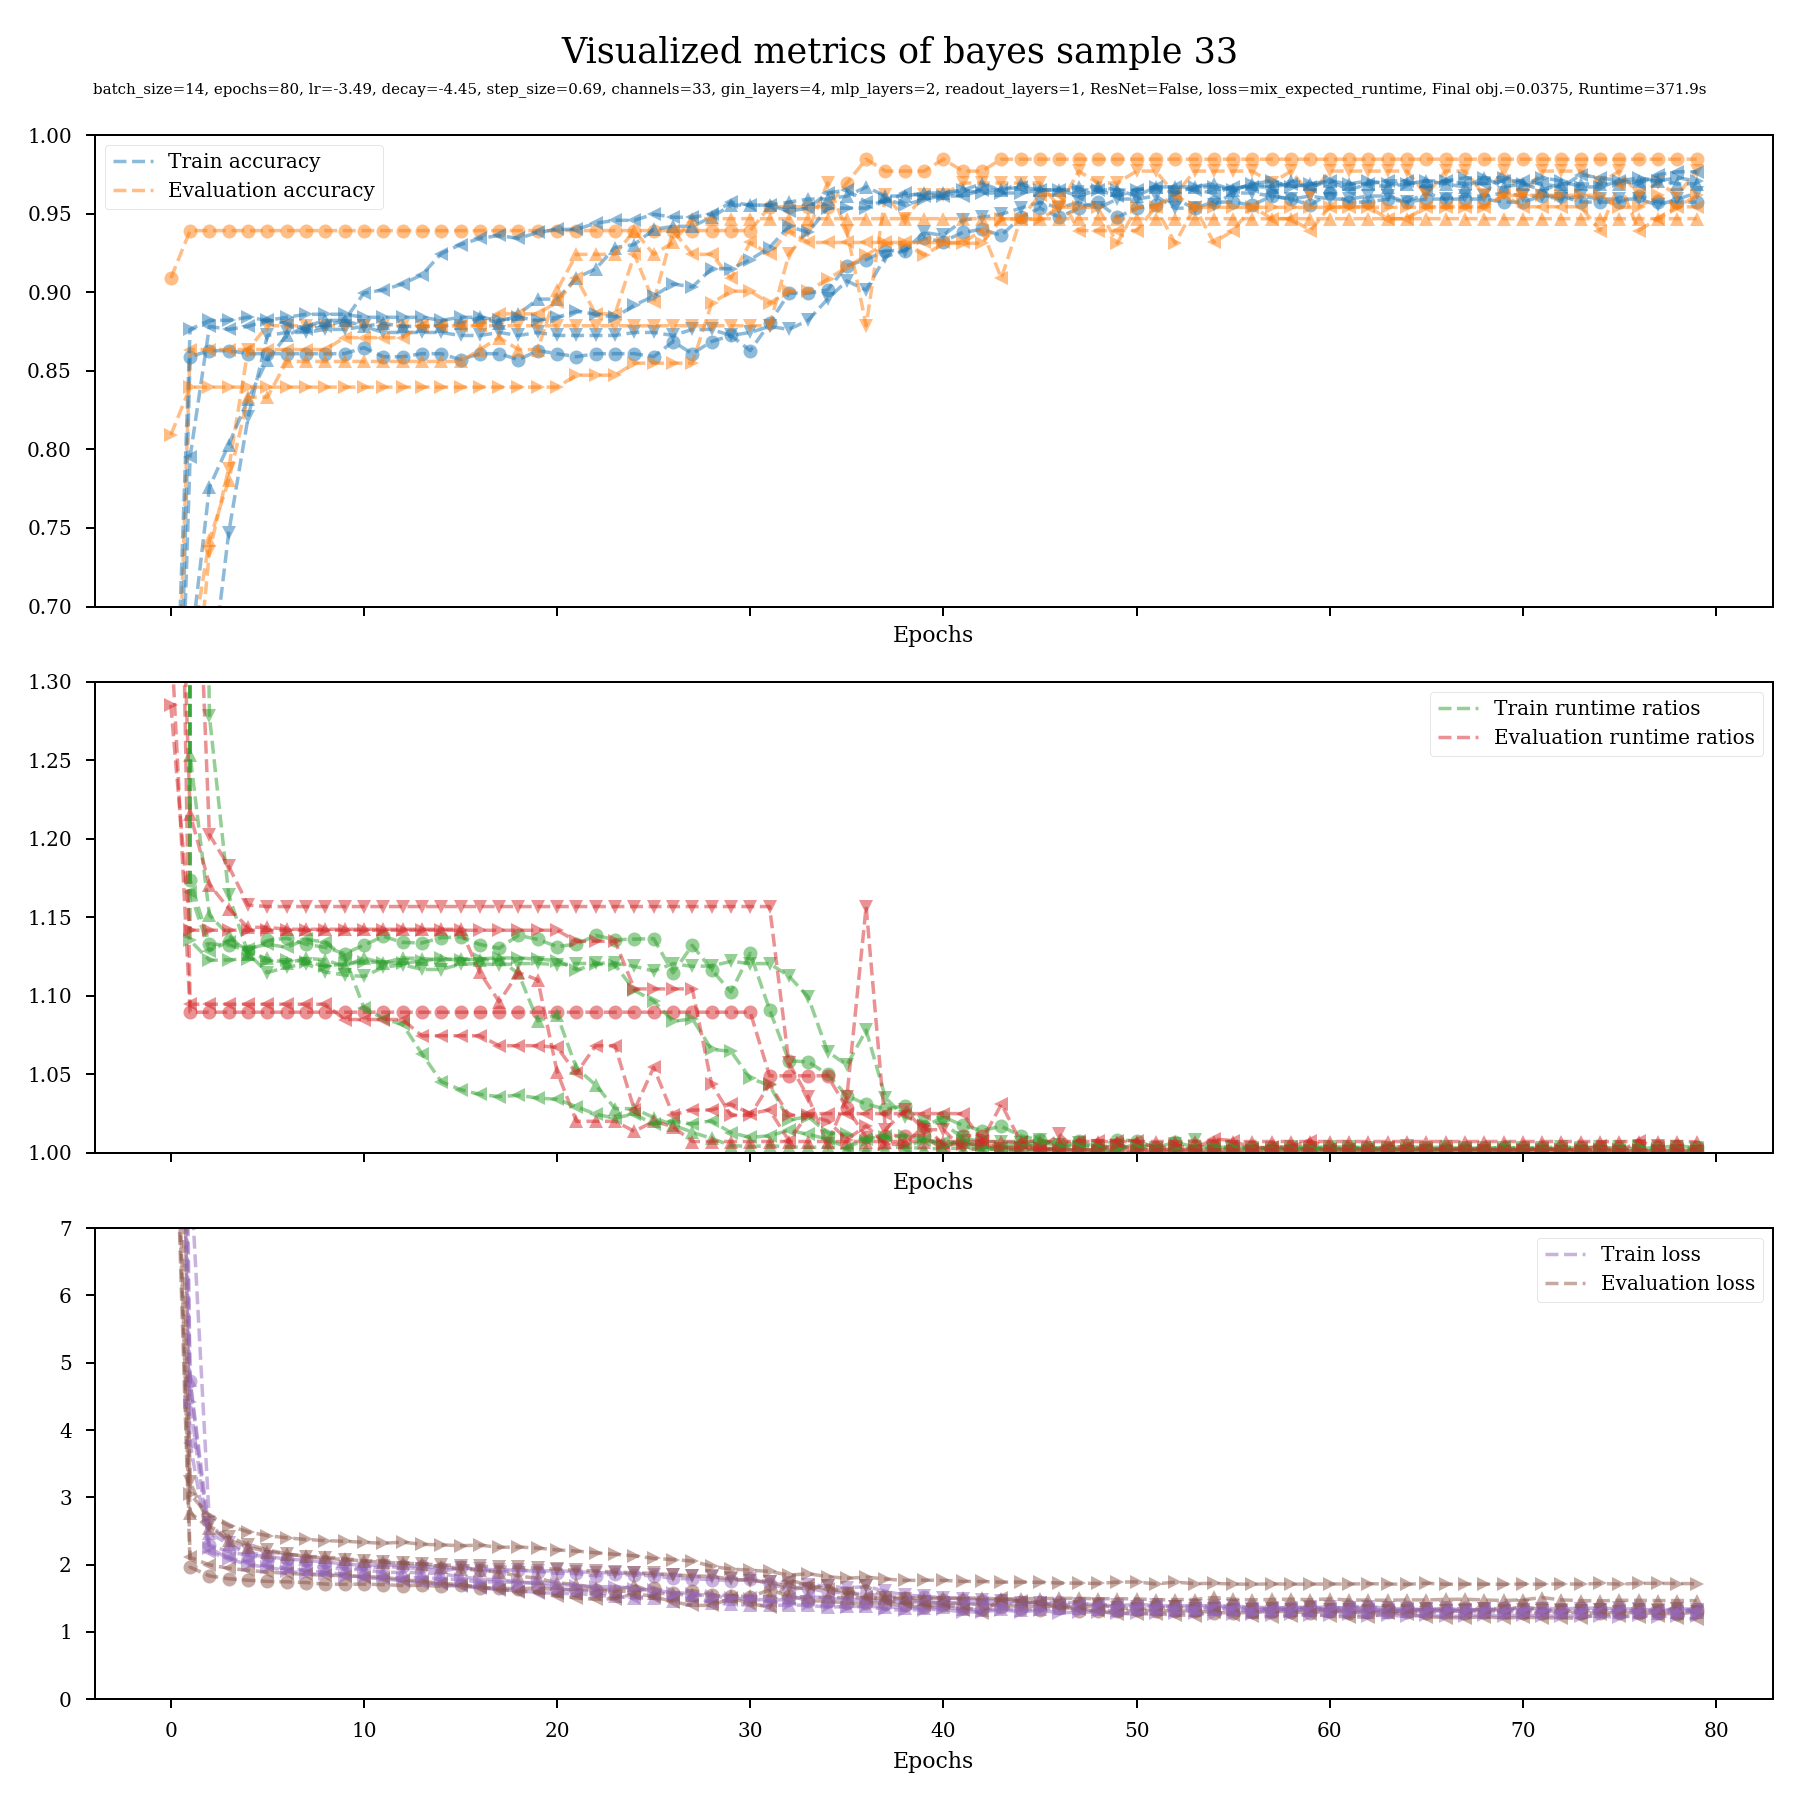 Visualized metrics of bayes sample 33
batch_size=14, epochs=80, lr=-3.49, decay=-4.45, step_size=0.69, channels=33, gin_layers=4, mlp_layers=2, readout_layers=1, ResNet=False, loss=mix_expected_runtime, Final obj.=0.0375, Runtime=371.9s
1.00
0.95
0.90
0.85
0.80
0.75
0.70
Train accuracy
Evaluation accuracy
Epochs
1.30
1.25
1.20
1.15
1.10
1.05
1.00
Train runtime ratios
Evaluation runtime ratios
Epochs
7
6
5
4
3
2
1
0
Train loss
Evaluation loss
0 10 20 30 40 50 60 70 80
Epochs